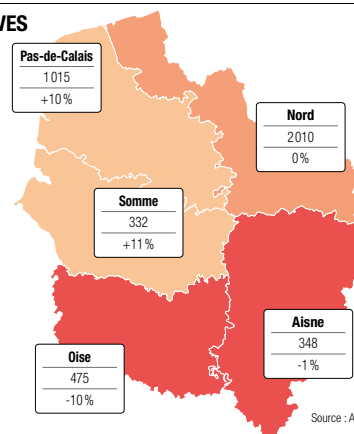 VES
Pas-de-Calais
1015
+10%
Nord
2010
0%
Somme
332
+11%
Aisne
348
-1%
Oise
475
-10%
Source : A